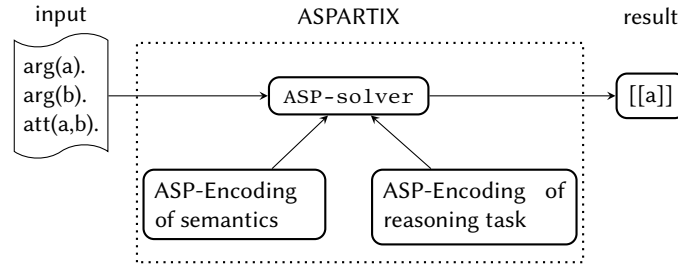 input
ASPARTIX
result
arg(a).
arg(b).
att(a,b).
ASP-solver
[[a]]
ASP-Encoding
of semantics
ASP-Encoding of
reasoning task